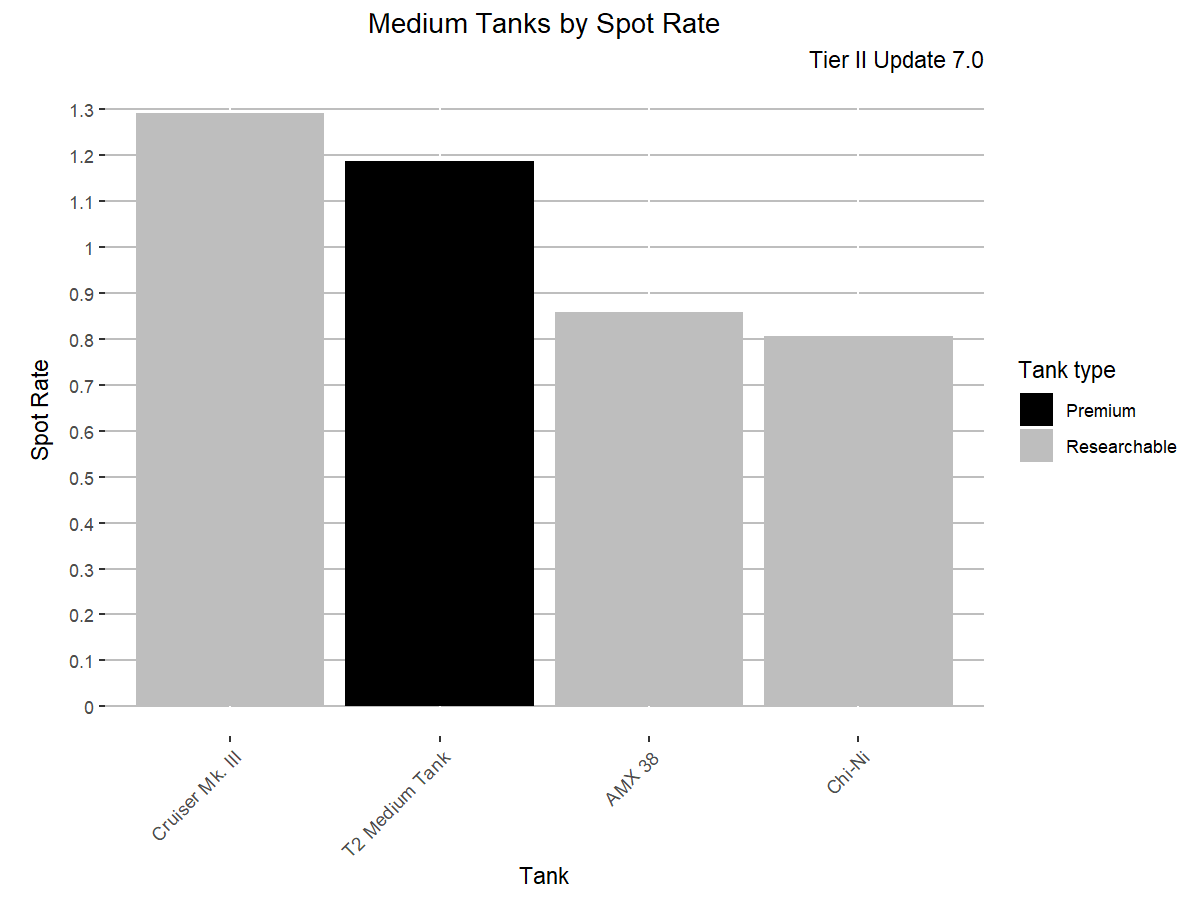 Medium Tanks by Spot Rate
Tier II Update 7.0
1.3
1.2
1.1
1
0.9
0.8
0.7
0.6
0.5
0.4
0.3
0.2
0.1
0
Spot Rate
Cruiser Mk. III
T2 Medium Tank
AMX 38
Chi-Ni
Tank
Tank type
Premium
Researchable